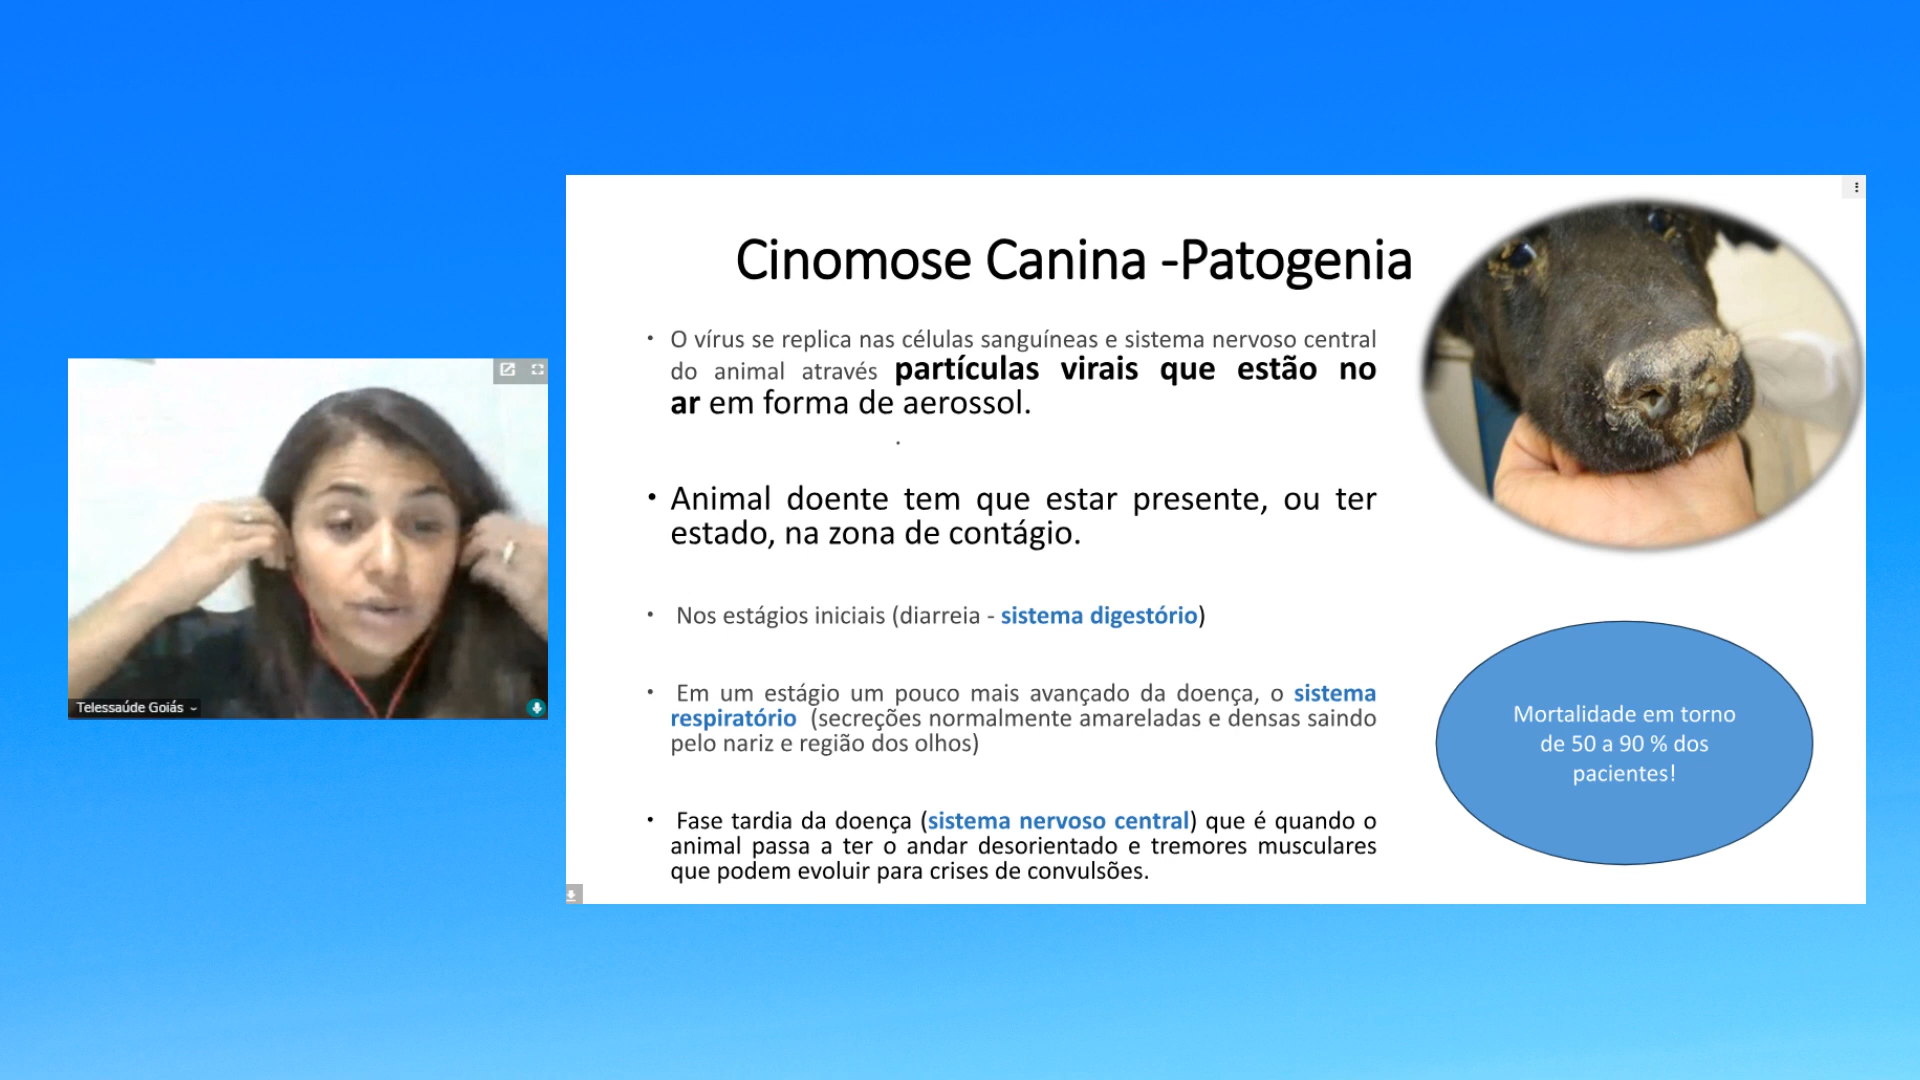 Cinomose Canina -Patogenia
• O vírus se replica nas células sanguíneas e sistema nervoso central
do animal através partículas virais que estão no
ar em forma de aerossol.
.
• Animal doente tem que estar presente, ou ter
estado, na zona de contágio.
• Nos estágios iniciais (diarreia - sistema digestório)
• Em um estágio um pouco mais avançado da doença, o sistema
respiratório (secreções normalmente amareladas e densas saindo
pelo nariz e região dos olhos)
• Fase tardia da doença (sistema nervoso central) que é quando o
animal passa a ter o andar desorientado e tremores musculares
que podem evoluir para crises de convulsões.
Mortalidade em torno
de 50 a 90 % dos
pacientes!
Telessaúde Goiás